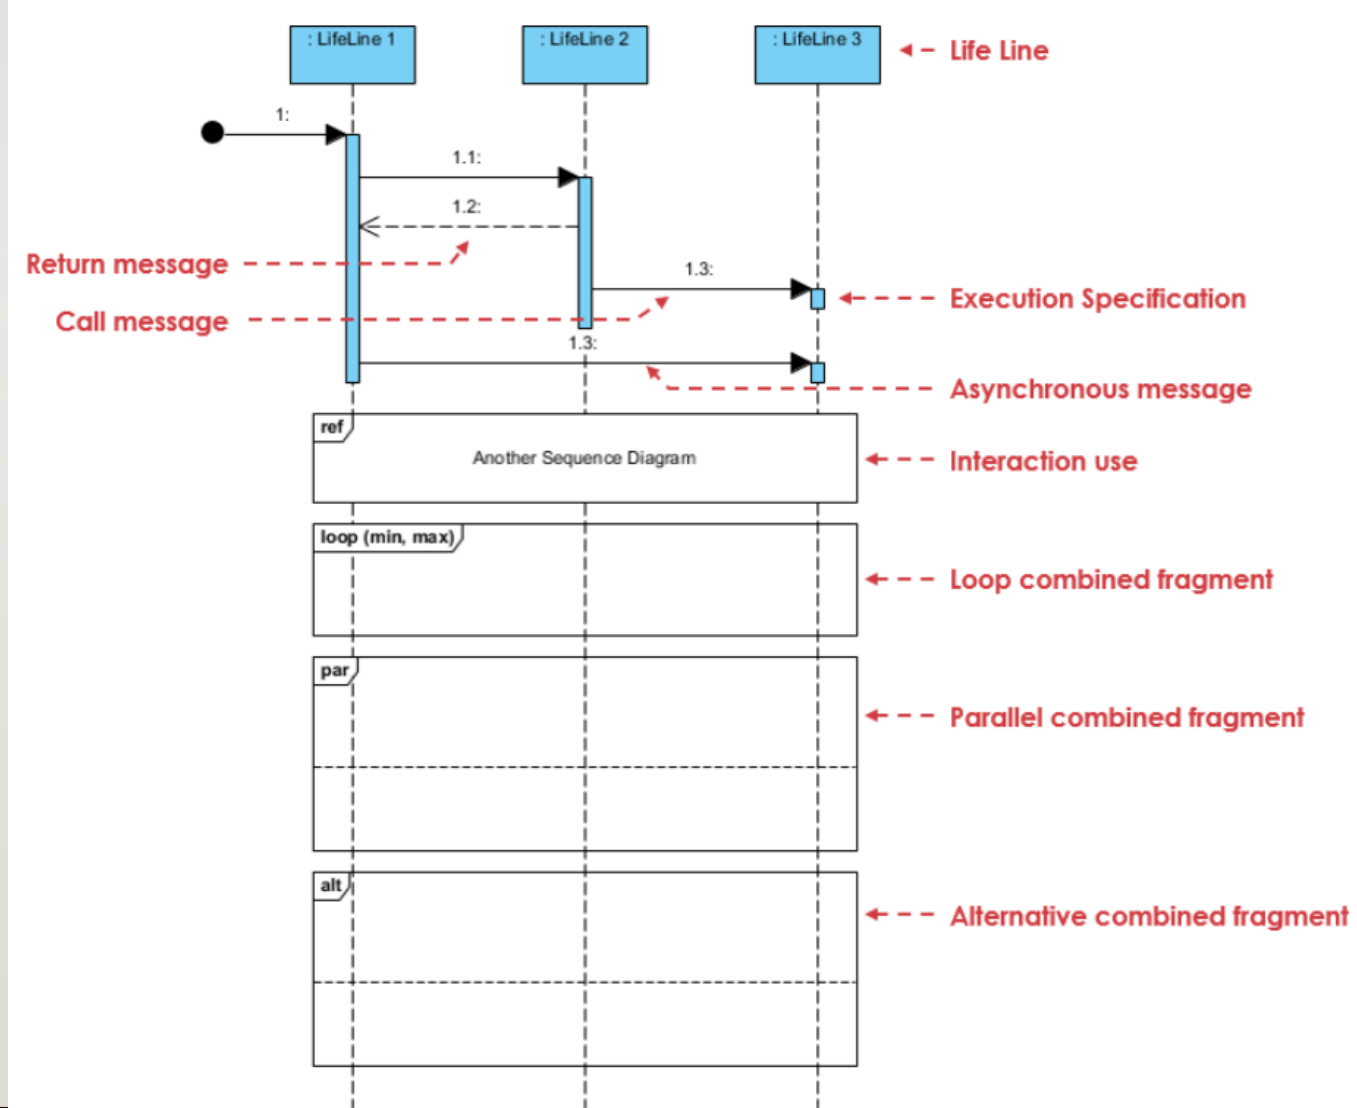 : LifeLine 1
: LifeLine 2
: LifeLine 3
Life Line
1:
1.1:
1.2:
Return message
1.3:
Execution Specification
Call message
1.3:
Asynchronous message
ref
Another Sequence Diagram
Interaction use
loop (min, max)
Loop combined fragment
par
Parallel combined fragment
alt
Alternative combined fragment